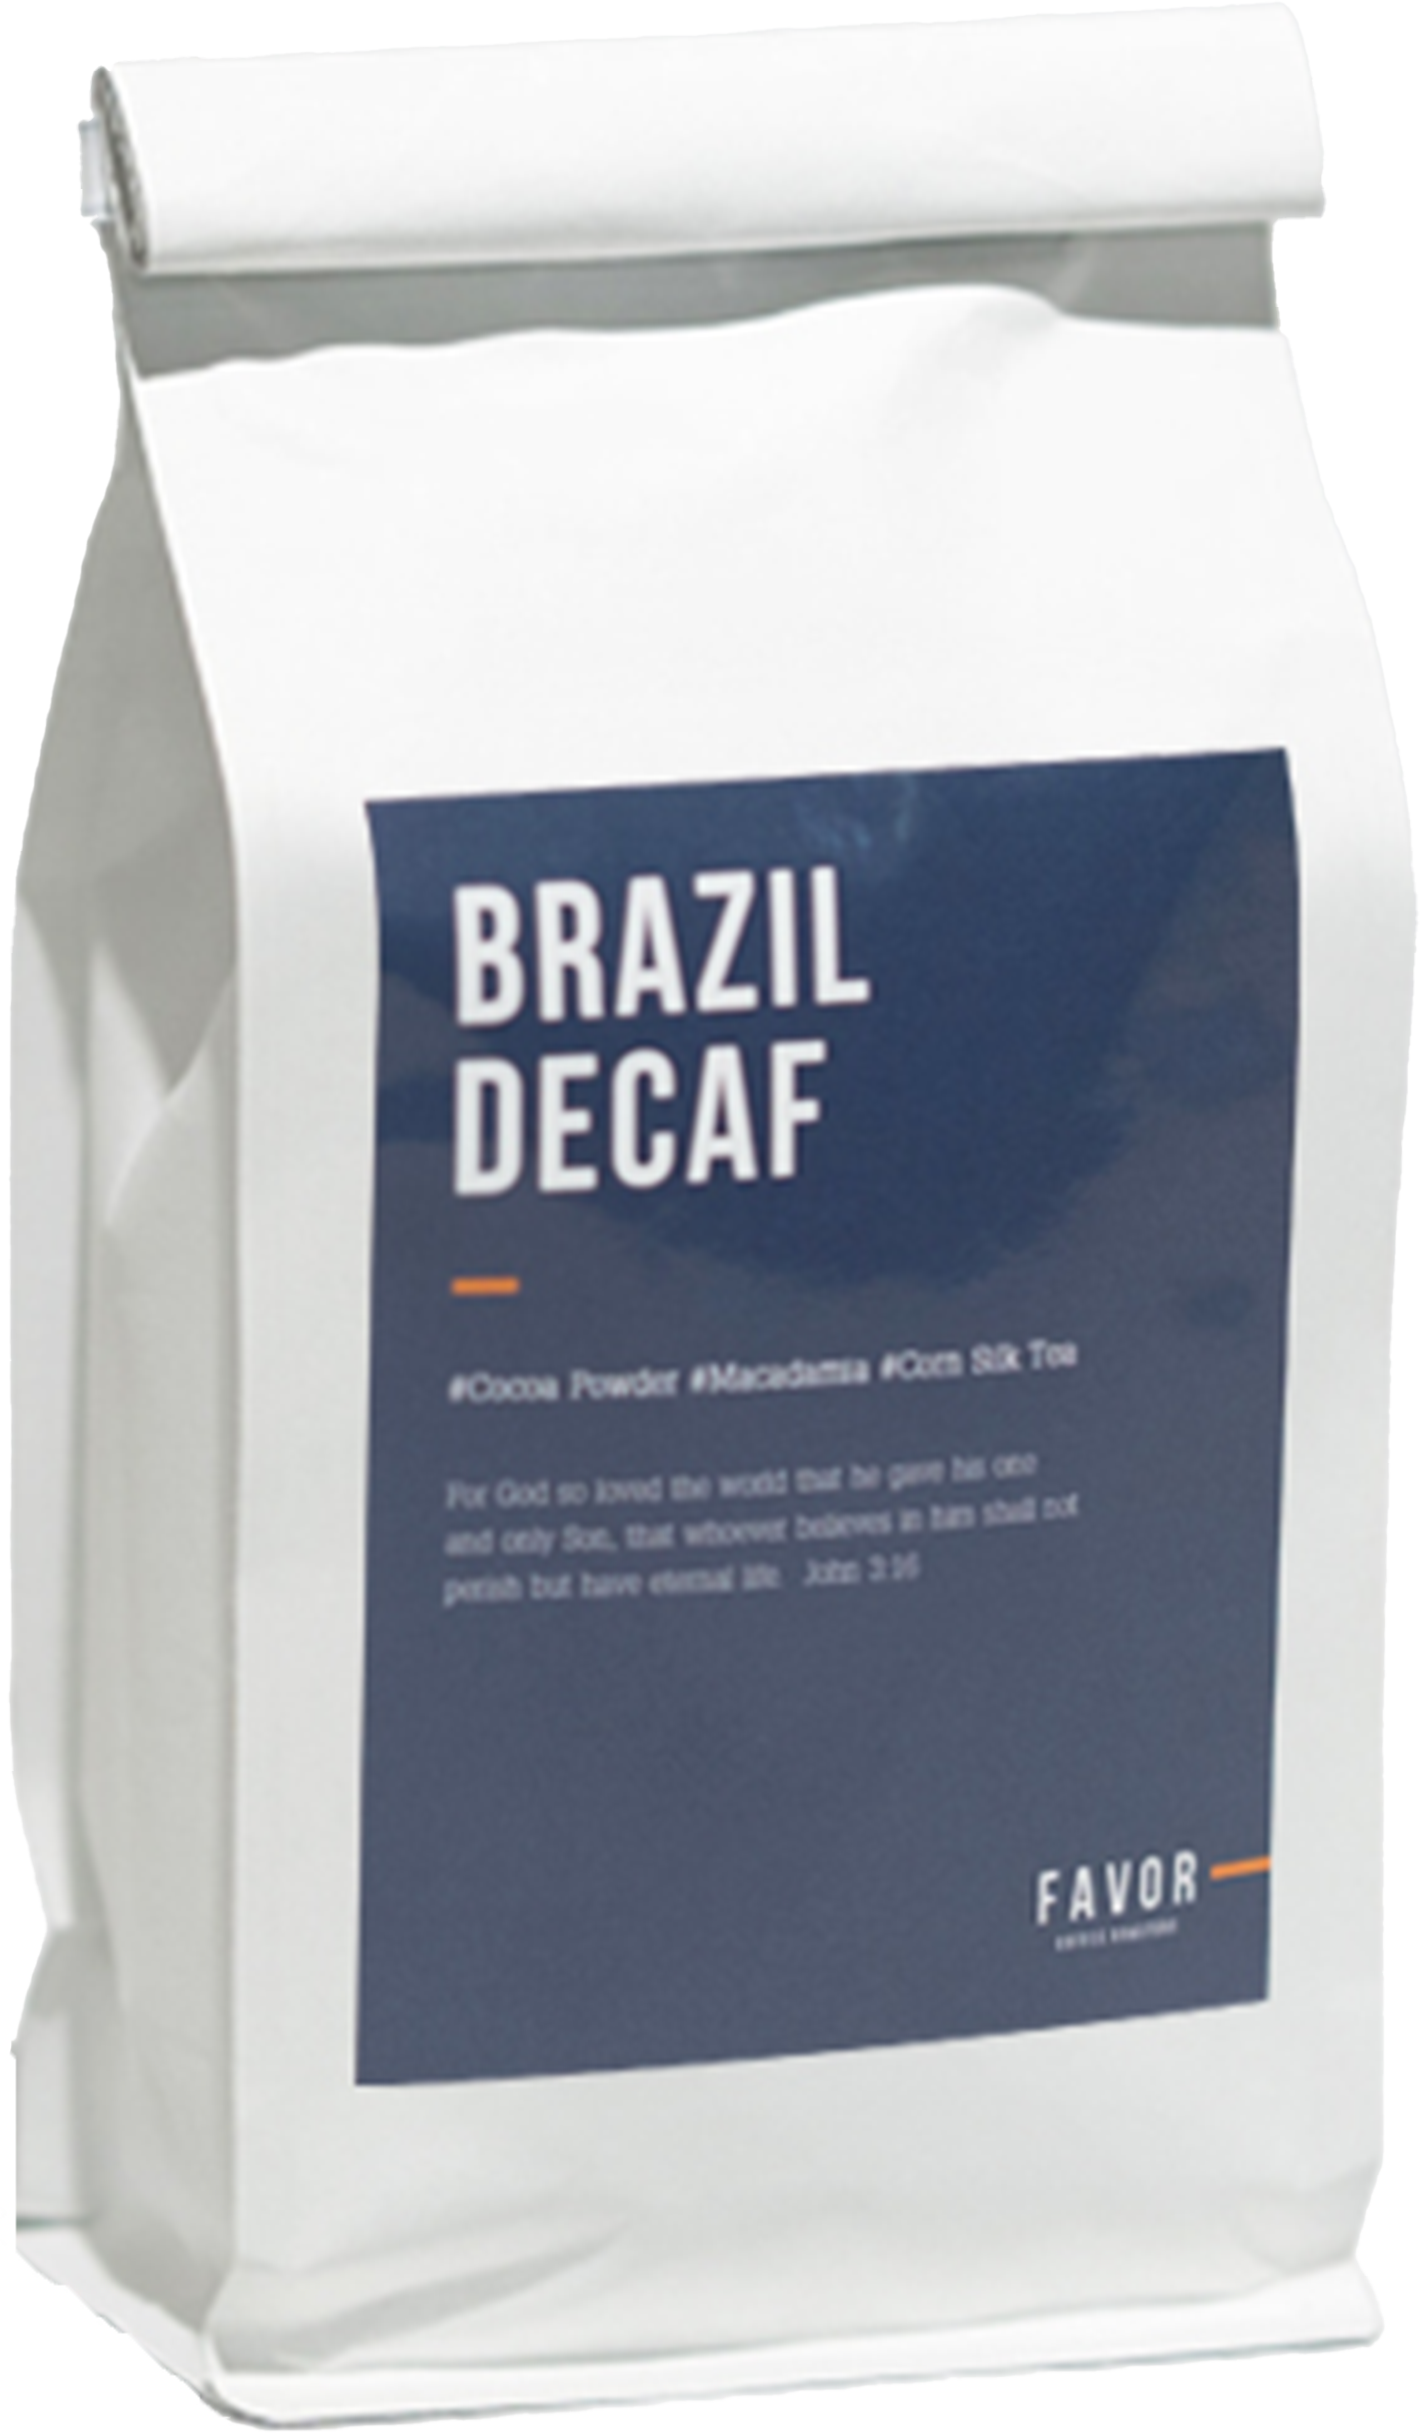 BRAZIL
DECAF
#Cocoa Powder #Macadamia #Corn Silk Tea
For God so loved the world that he gave his one
and only Son, that whoever believes in him shall not
perish but have eternal life. John 3:16
FAVOR
COFFEE ROASTERS